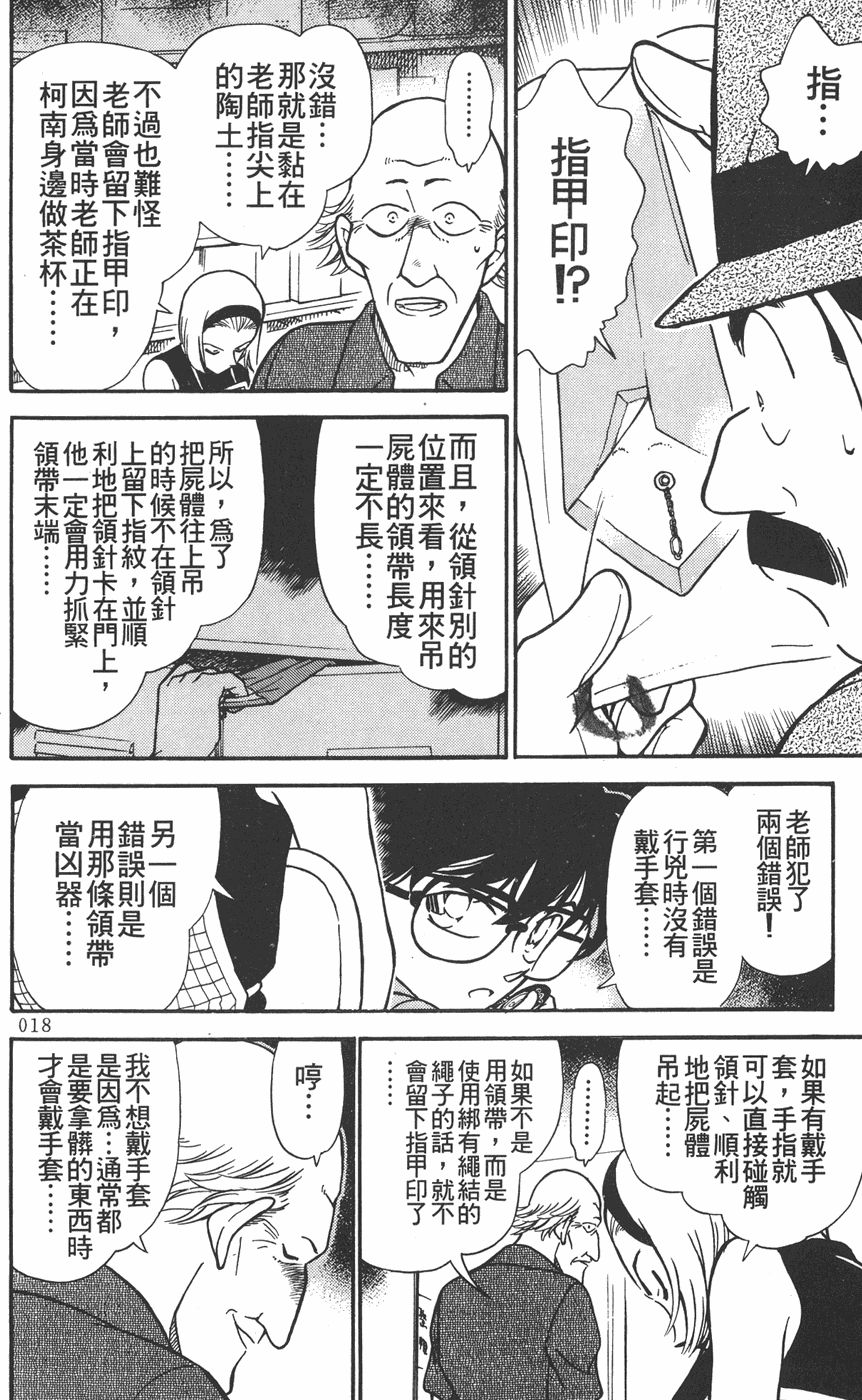 指…
指甲印!?
………
沒錯…
那就是黏在
老師指尖上
的陶土……
不過也難怪
老師會留下指甲印，
因爲當時老師正在
柯南身邊做茶杯……
而且，從領針別的
位置來看，用來吊
屍體的領帶長度
一定不長……
所以，爲了
把屍體往上吊
的時候不在領針
上留下指紋，並順
利地把領針卡在門上，
他一定會用力抓緊
領帶末端……
老師犯了
兩個錯誤！
第一個錯誤是
行兇時沒有
戴手套……
另一個
錯誤則是
用那條領帶
當凶器……
如果有戴手
套，手指就
可以直接碰觸
領針、順利
地把屍體
吊起……
………
如果不是
用領帶，而是
使用綁有繩結的
繩子的話，就不
會留下指甲印了
……
哼…
我不想戴手套
是因爲…通常都
是要拿髒的東西時
才會戴手套……
018